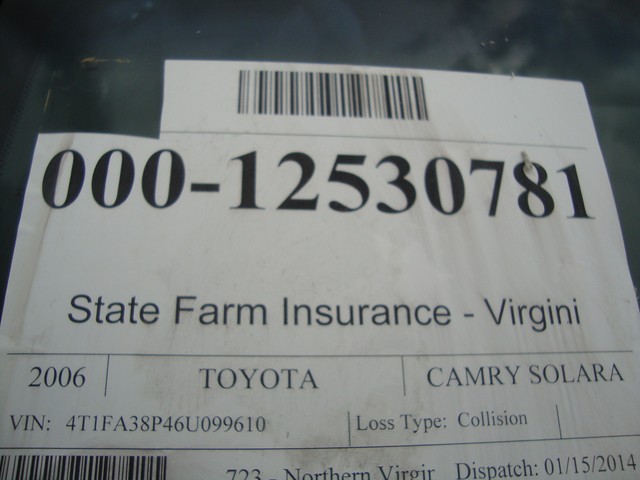 000-12530781
State Farm Insurance - Virgini
2006 TOYOTA CAMRY SOLARA
VIN: 4T1FA38P46U099610 Loss Type: Collision
723 - Northern Virgir Dispatch: 01/15/2014